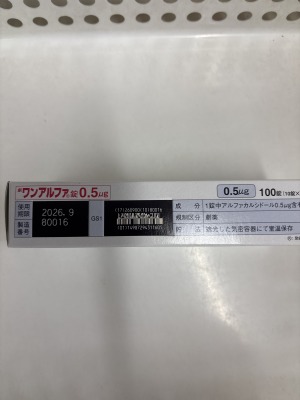 ワンアルファ錠0.5μg
0.5μg
100錠(10錠×
使用期限 2026.9
製造番号 80016
GS1
成 分 1錠中アルファカルシドール0.5μg含
規制区分 劇薬
貯 法 遮光した気密容器にて室温保存